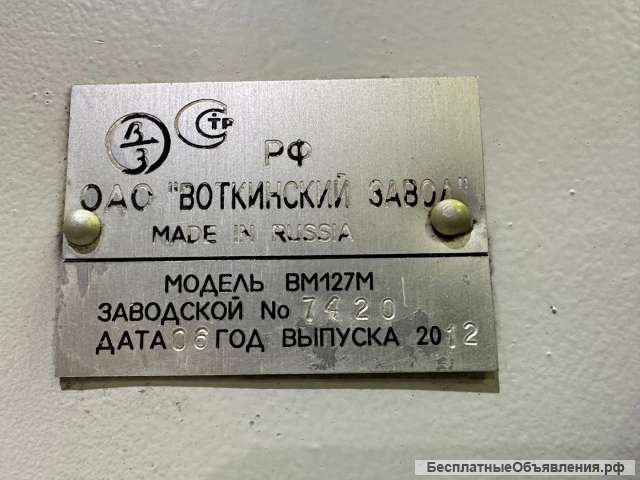 В/З СТР
РФ
ОАО "ВОТКИНСКИЙ ЗАВОД"
MADE IN RUSSIA
МОДЕЛЬ ВМ127М
ЗАВОДСКОЙ No 7420
ДАТА 06 ГОД ВЫПУСКА 2012
БесплатныеОбъявления.рф